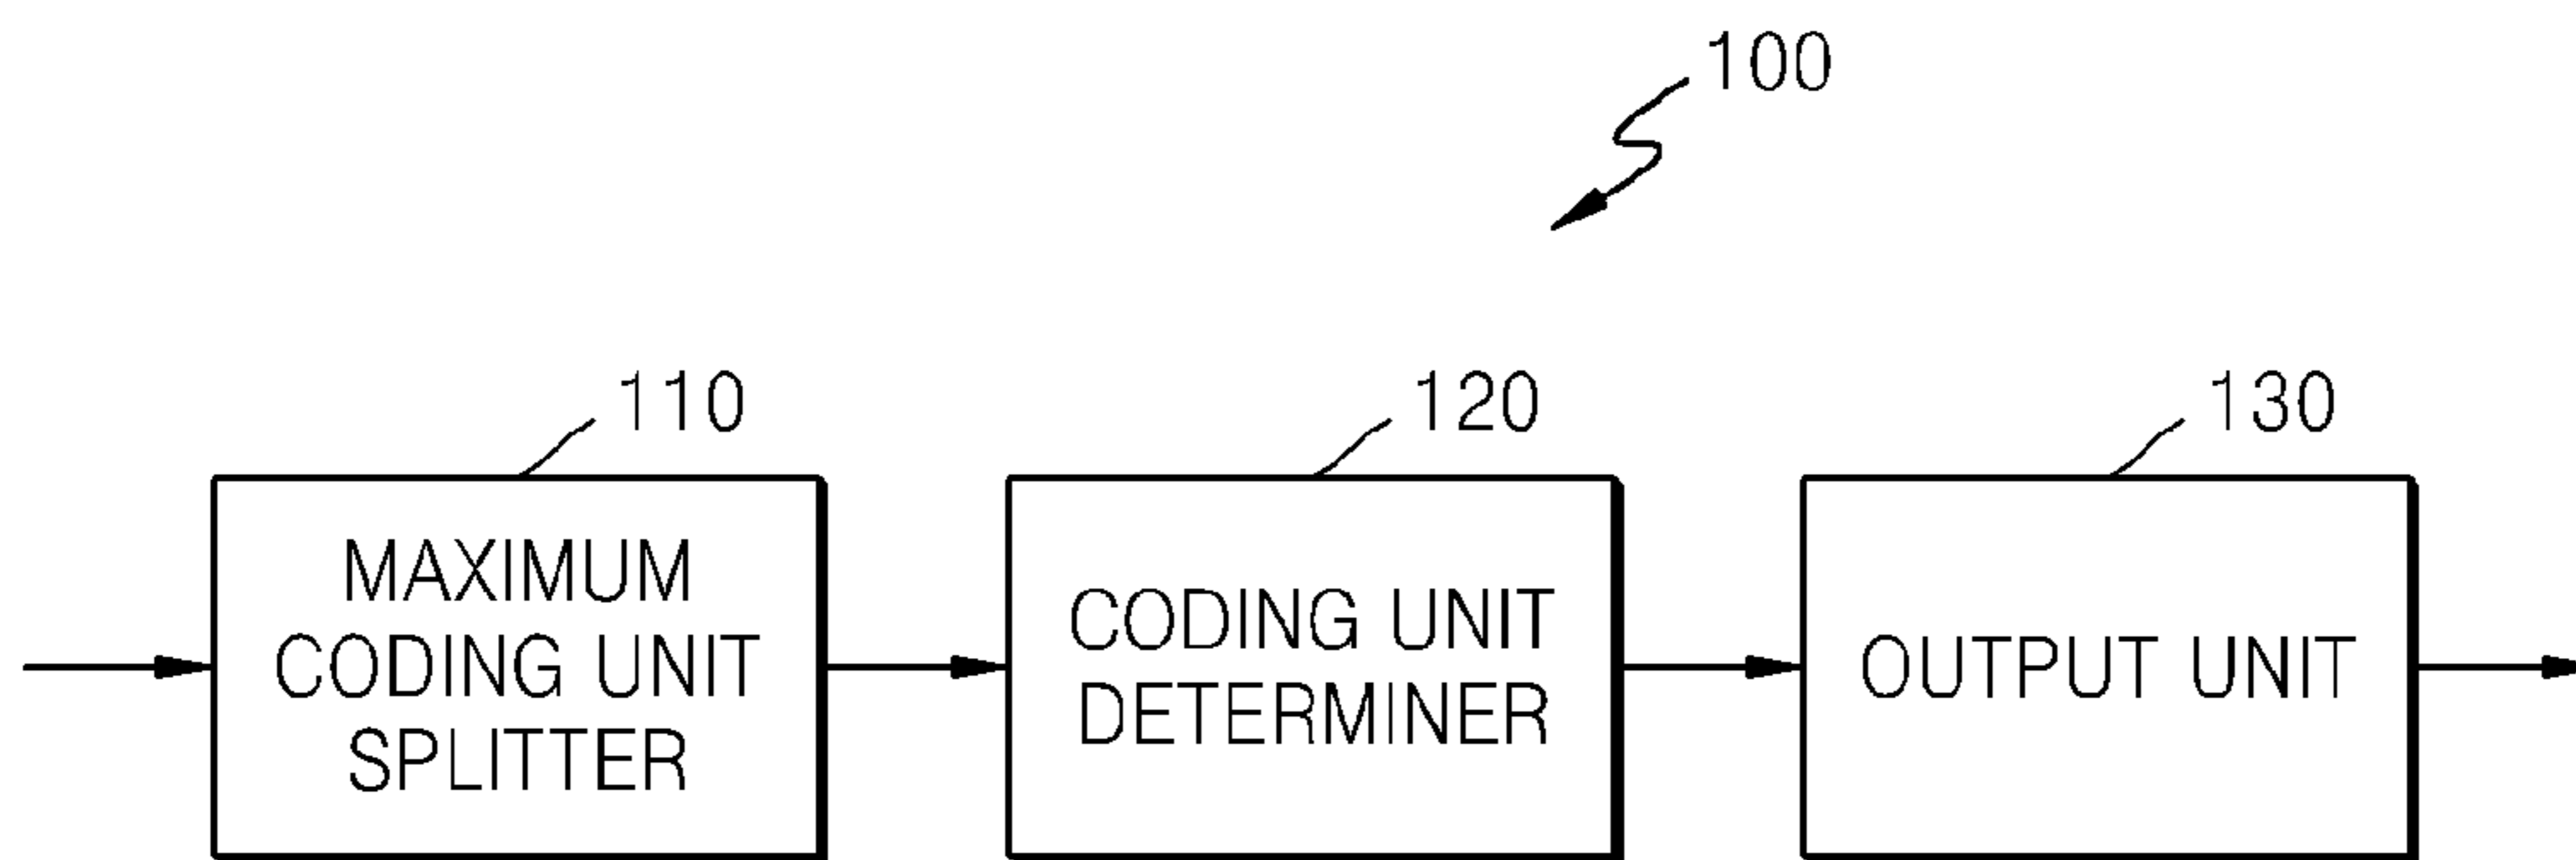 100
110
120
130
MAXIMUM
CODING UNIT
SPLITTER
CODING UNIT
DETERMINER
OUTPUT UNIT